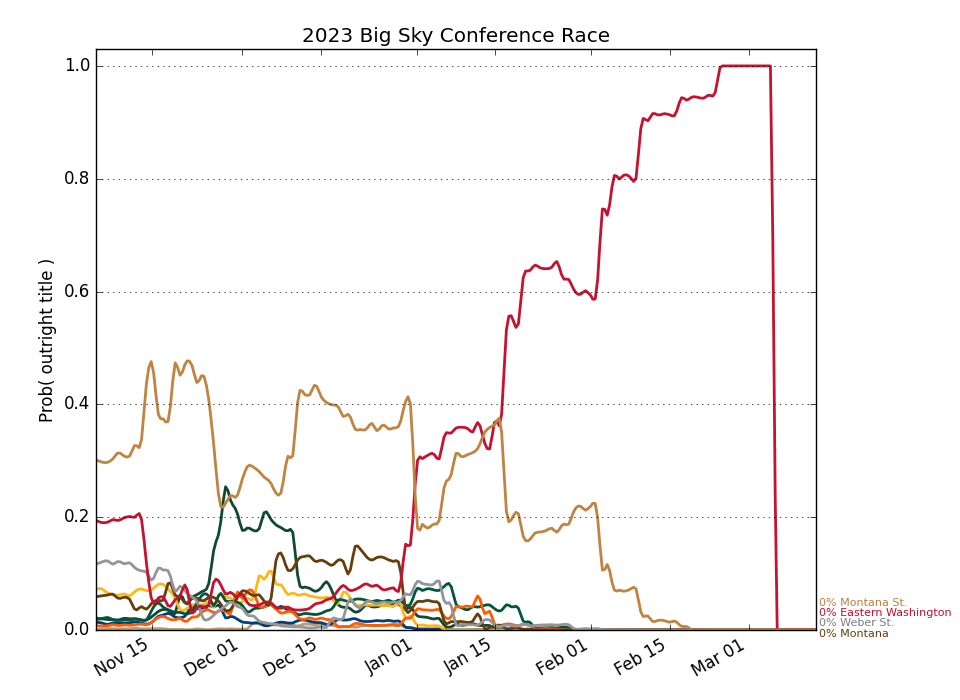 2023 Big Sky Conference Race
Prob( outright title )
1.0
0.8
0.6
0.4
0.2
0.0
Nov 15
Dec 01
Dec 15
Jan 01
Jan 15
Feb 01
Feb 15
Mar 01
0% Montana St.
0% Eastern Washington
0% Weber St.
0% Montana